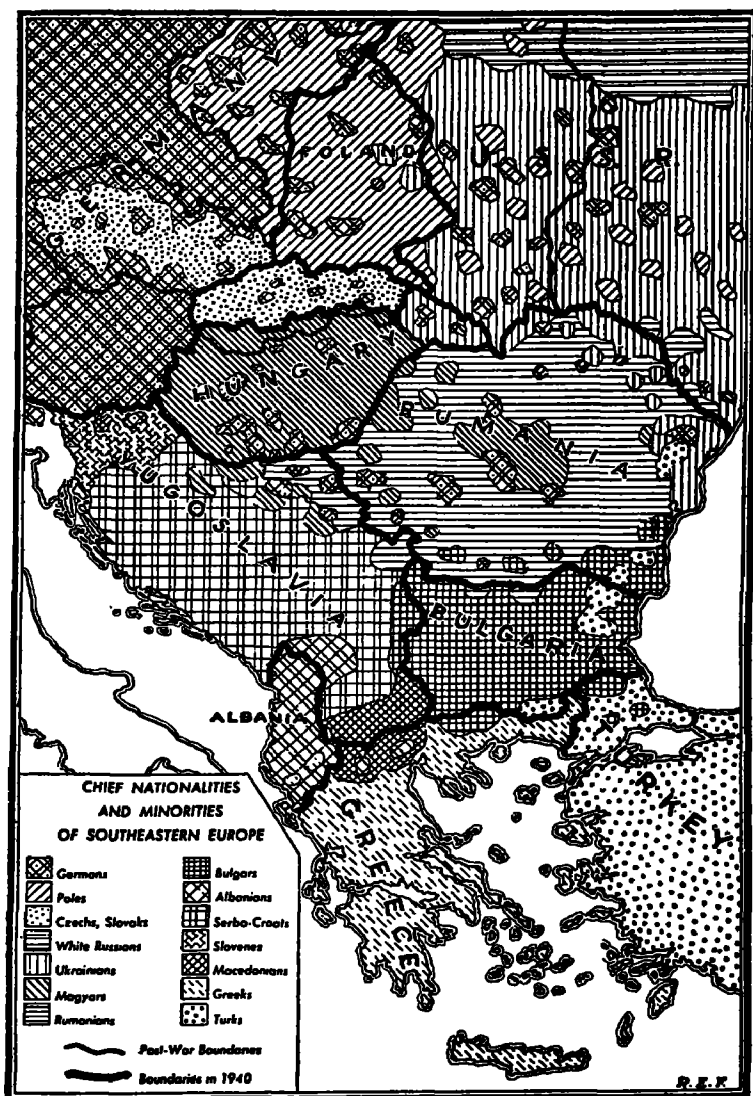 GERMANY
POLAND
U. S. S. R.
HUNGARY
RUMANIA
YUGOSLAVIA
BULGARIA
ALBANIA
GREECE
TURKEY
CHIEF NATIONALITIES
AND MINORITIES
OF SOUTHEASTERN EUROPE
Germans
Poles
Czechs, Slovaks
White Russians
Ukrainians
Magyars
Rumanians
Bulgars
Albanians
Serbo-Croats
Slovenes
Macedonians
Greeks
Turks
Post-War Boundaries
Boundaries in 1940